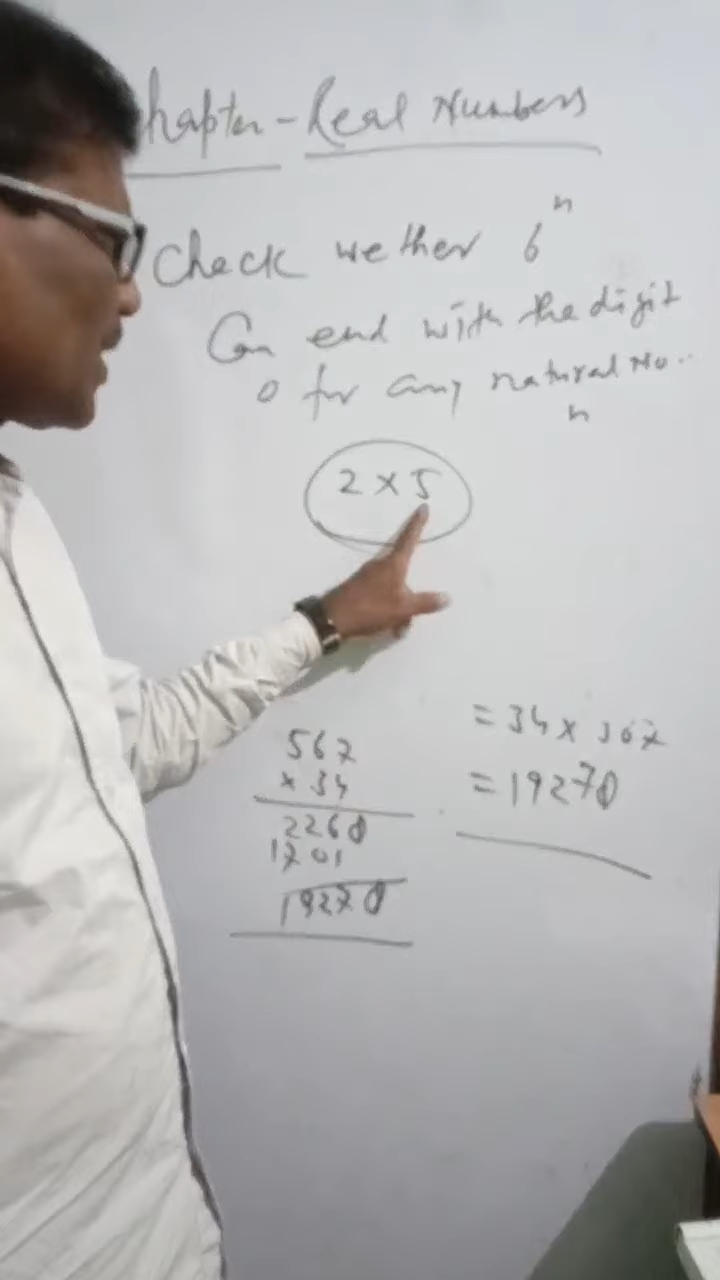 Chapter - Real Numbers
Check wether 6ⁿ
Can end with the digit
0 for any natural No..
n
2 x 5
567
x 34
2268
1701
19278
= 34 x 567
= 19278